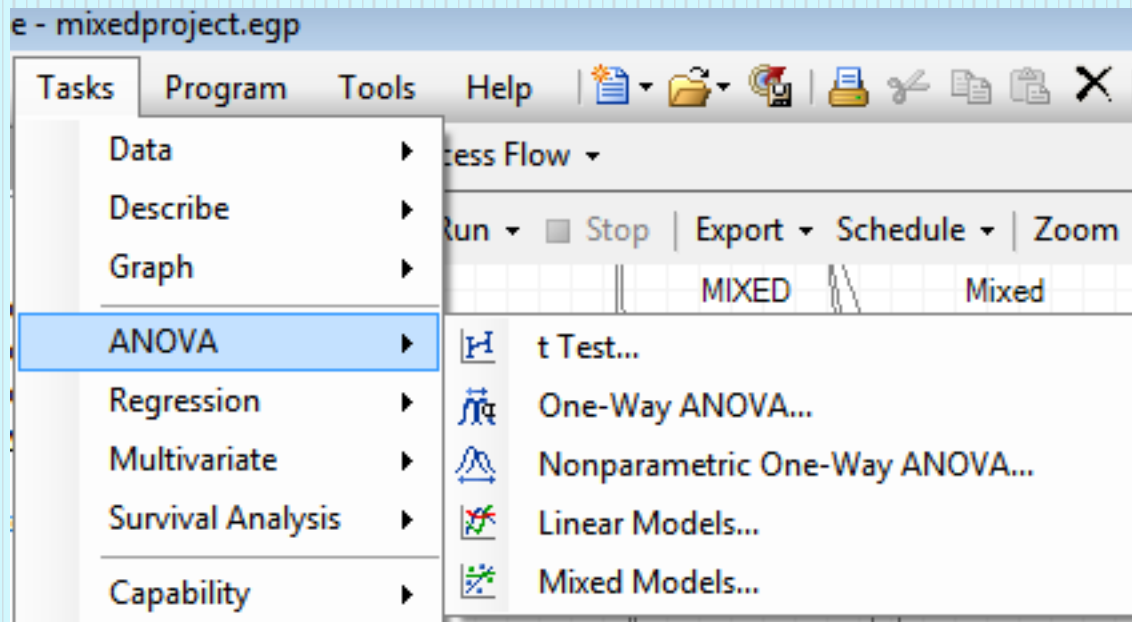 e - mixedproject.egp
Tasks Program Tools Help
Data
cess Flow
Describe
Run Stop Export Schedule Zoom
Graph
MIXED Mixed
ANOVA
t Test...
Regression
One-Way ANOVA...
Multivariate
Nonparametric One-Way ANOVA...
Survival Analysis
Linear Models...
Capability
Mixed Models...